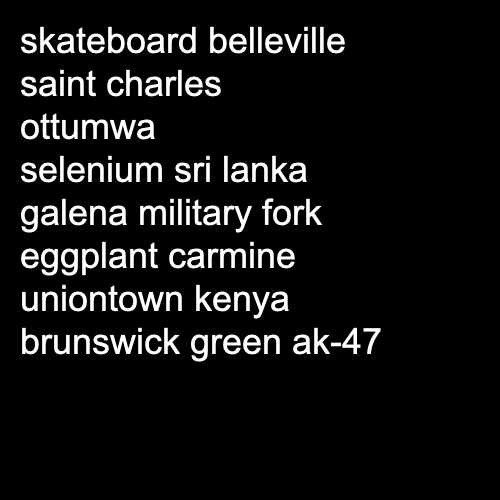 skateboard belleville
saint charles
ottumwa
selenium sri lanka
galena military fork
eggplant carmine
uniontown kenya
brunswick green ak-47